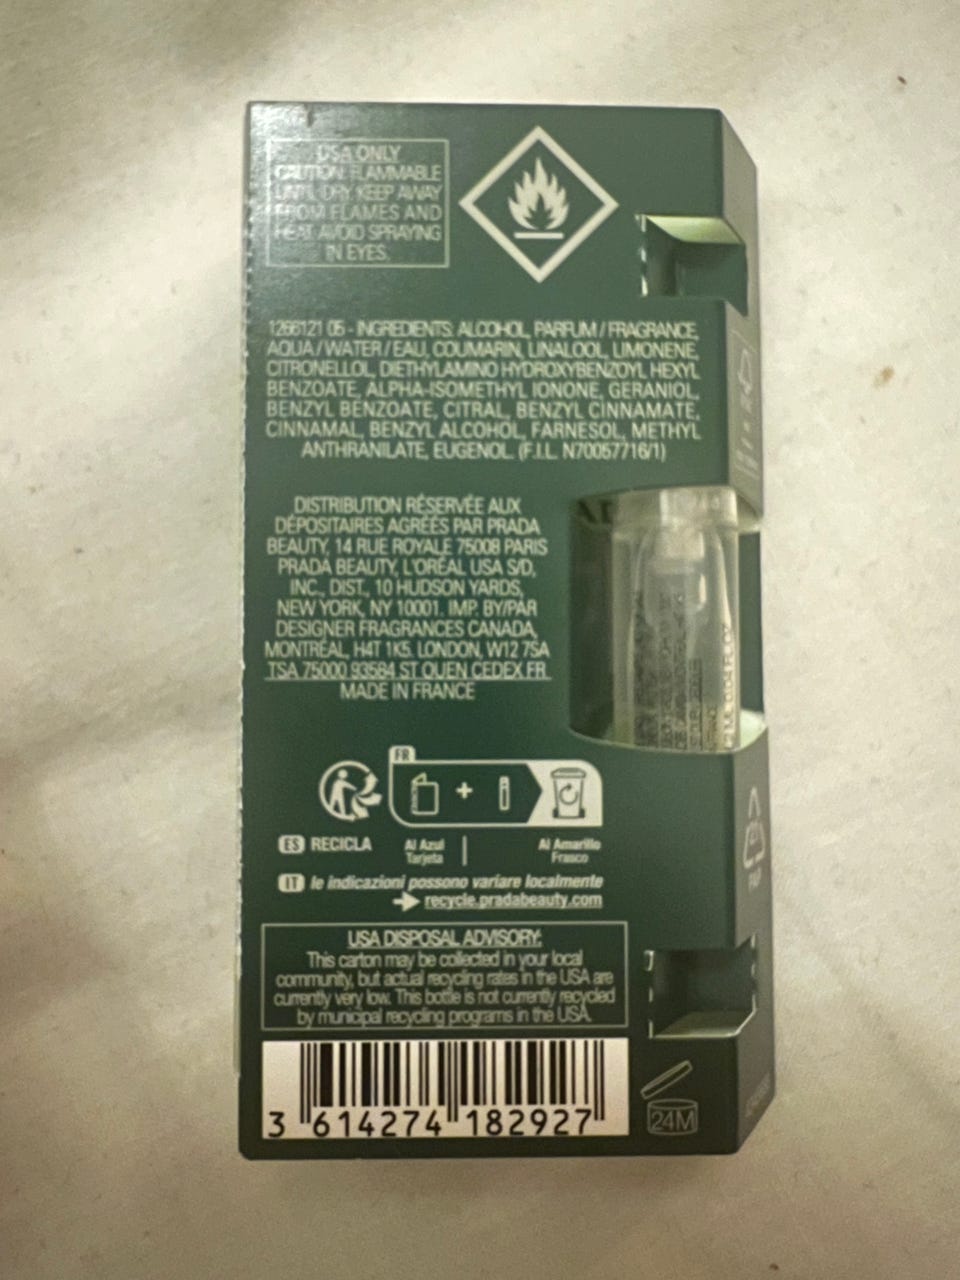 USA ONLY
CAUTION: FLAMMABLE
UNTIL DRY. KEEP AWAY
FROM FLAMES AND
HEAT. AVOID SPRAYING
IN EYES.
1266121 05 - INGREDIENTS: ALCOHOL, PARFUM / FRAGRANCE,
AQUA / WATER / EAU, COUMARIN, LINALOOL, LIMONENE,
CITRONELLOL, DIETHYLAMINO HYDROXYBENZOYL HEXYL
BENZOATE, ALPHA-ISOMETHYL IONONE, GERANIOL,
BENZYL BENZOATE, CITRAL, BENZYL CINNAMATE,
CINNAMAL, BENZYL ALCOHOL, FARNESOL, METHYL
ANTHRANILATE, EUGENOL. (F.I.L. N70057716/1)
DISTRIBUTION RÉSERVÉE AUX
DÉPOSITAIRES AGRÉÉS PAR PRADA
BEAUTY, 14 RUE ROYALE 75008 PARIS
PRADA BEAUTY, L'ORÉAL USA S/D,
INC., DIST., 10 HUDSON YARDS,
NEW YORK, NY 10001. IMP. BY/PAR
DESIGNER FRAGRANCES CANADA,
MONTRÉAL, H4T 1K5. LONDON, W12 7SA
TSA 75000 93584 ST OUEN CEDEX FR
MADE IN FRANCE
FR
+
ES RECICLA Al Azul Al Amarillo
Tarjeta Frasco
IT le indicazioni possono variare localmente
recycle.pradabeauty.com
PAP
USA DISPOSAL ADVISORY:
This carton may be collected in your local
community, but actual recycling rates in the USA are
currently very low. This bottle is not currently recycled
by municipal recycling programs in the USA.
3 614274 182927
24M